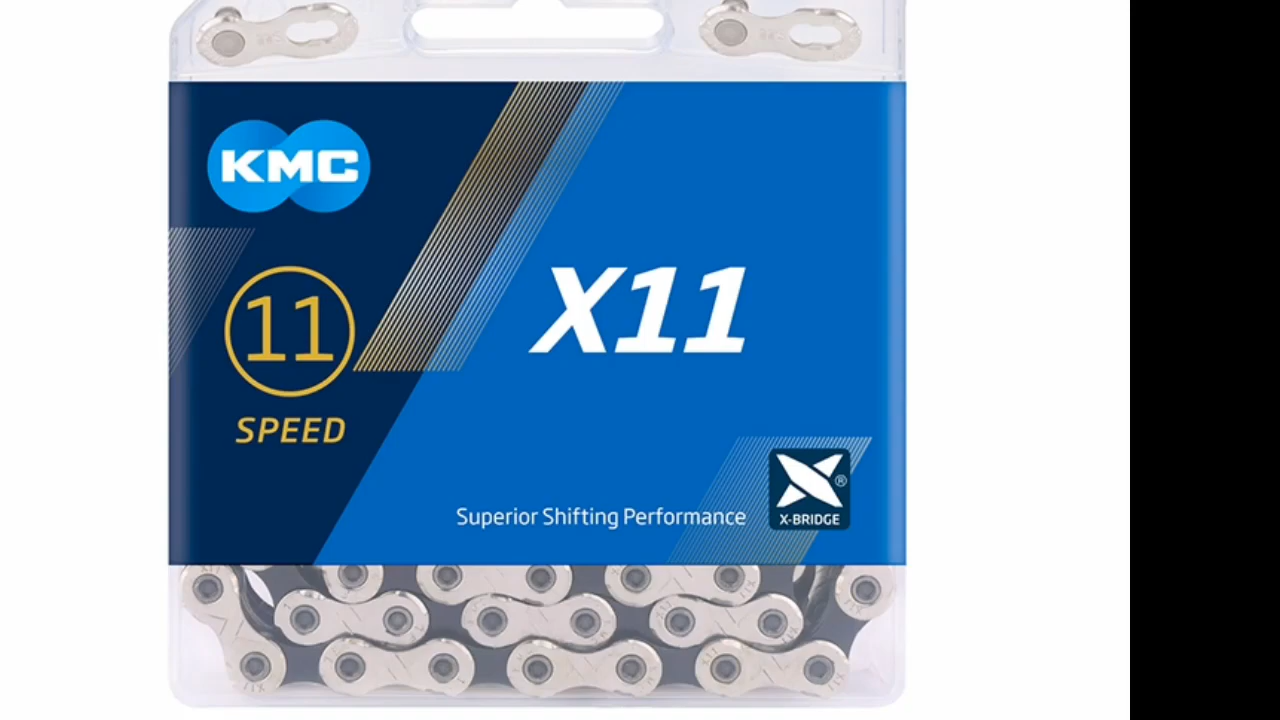 KMC
11
SPEED
X11
Superior Shifting Performance
®
X-BRIDGE